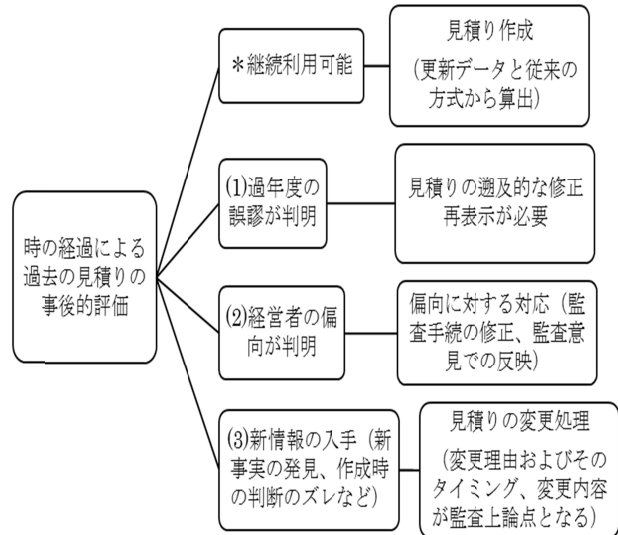 時の経過による
過去の見積りの
事後的評価
＊継続利用可能
見積り作成
（更新データと従来の
方式から算出）
(1)過年度の
誤謬が判明
見積りの遡及的な修正
再表示が必要
(2)経営者の偏
向が判明
偏向に対する対応（監
査手続の修正、監査意
見での反映）
(3)新情報の入手（新
事実の発見、作成時
の判断のズレなど）
見積りの変更処理
（変更理由およびその
タイミング、変更内容
が監査上論点となる）